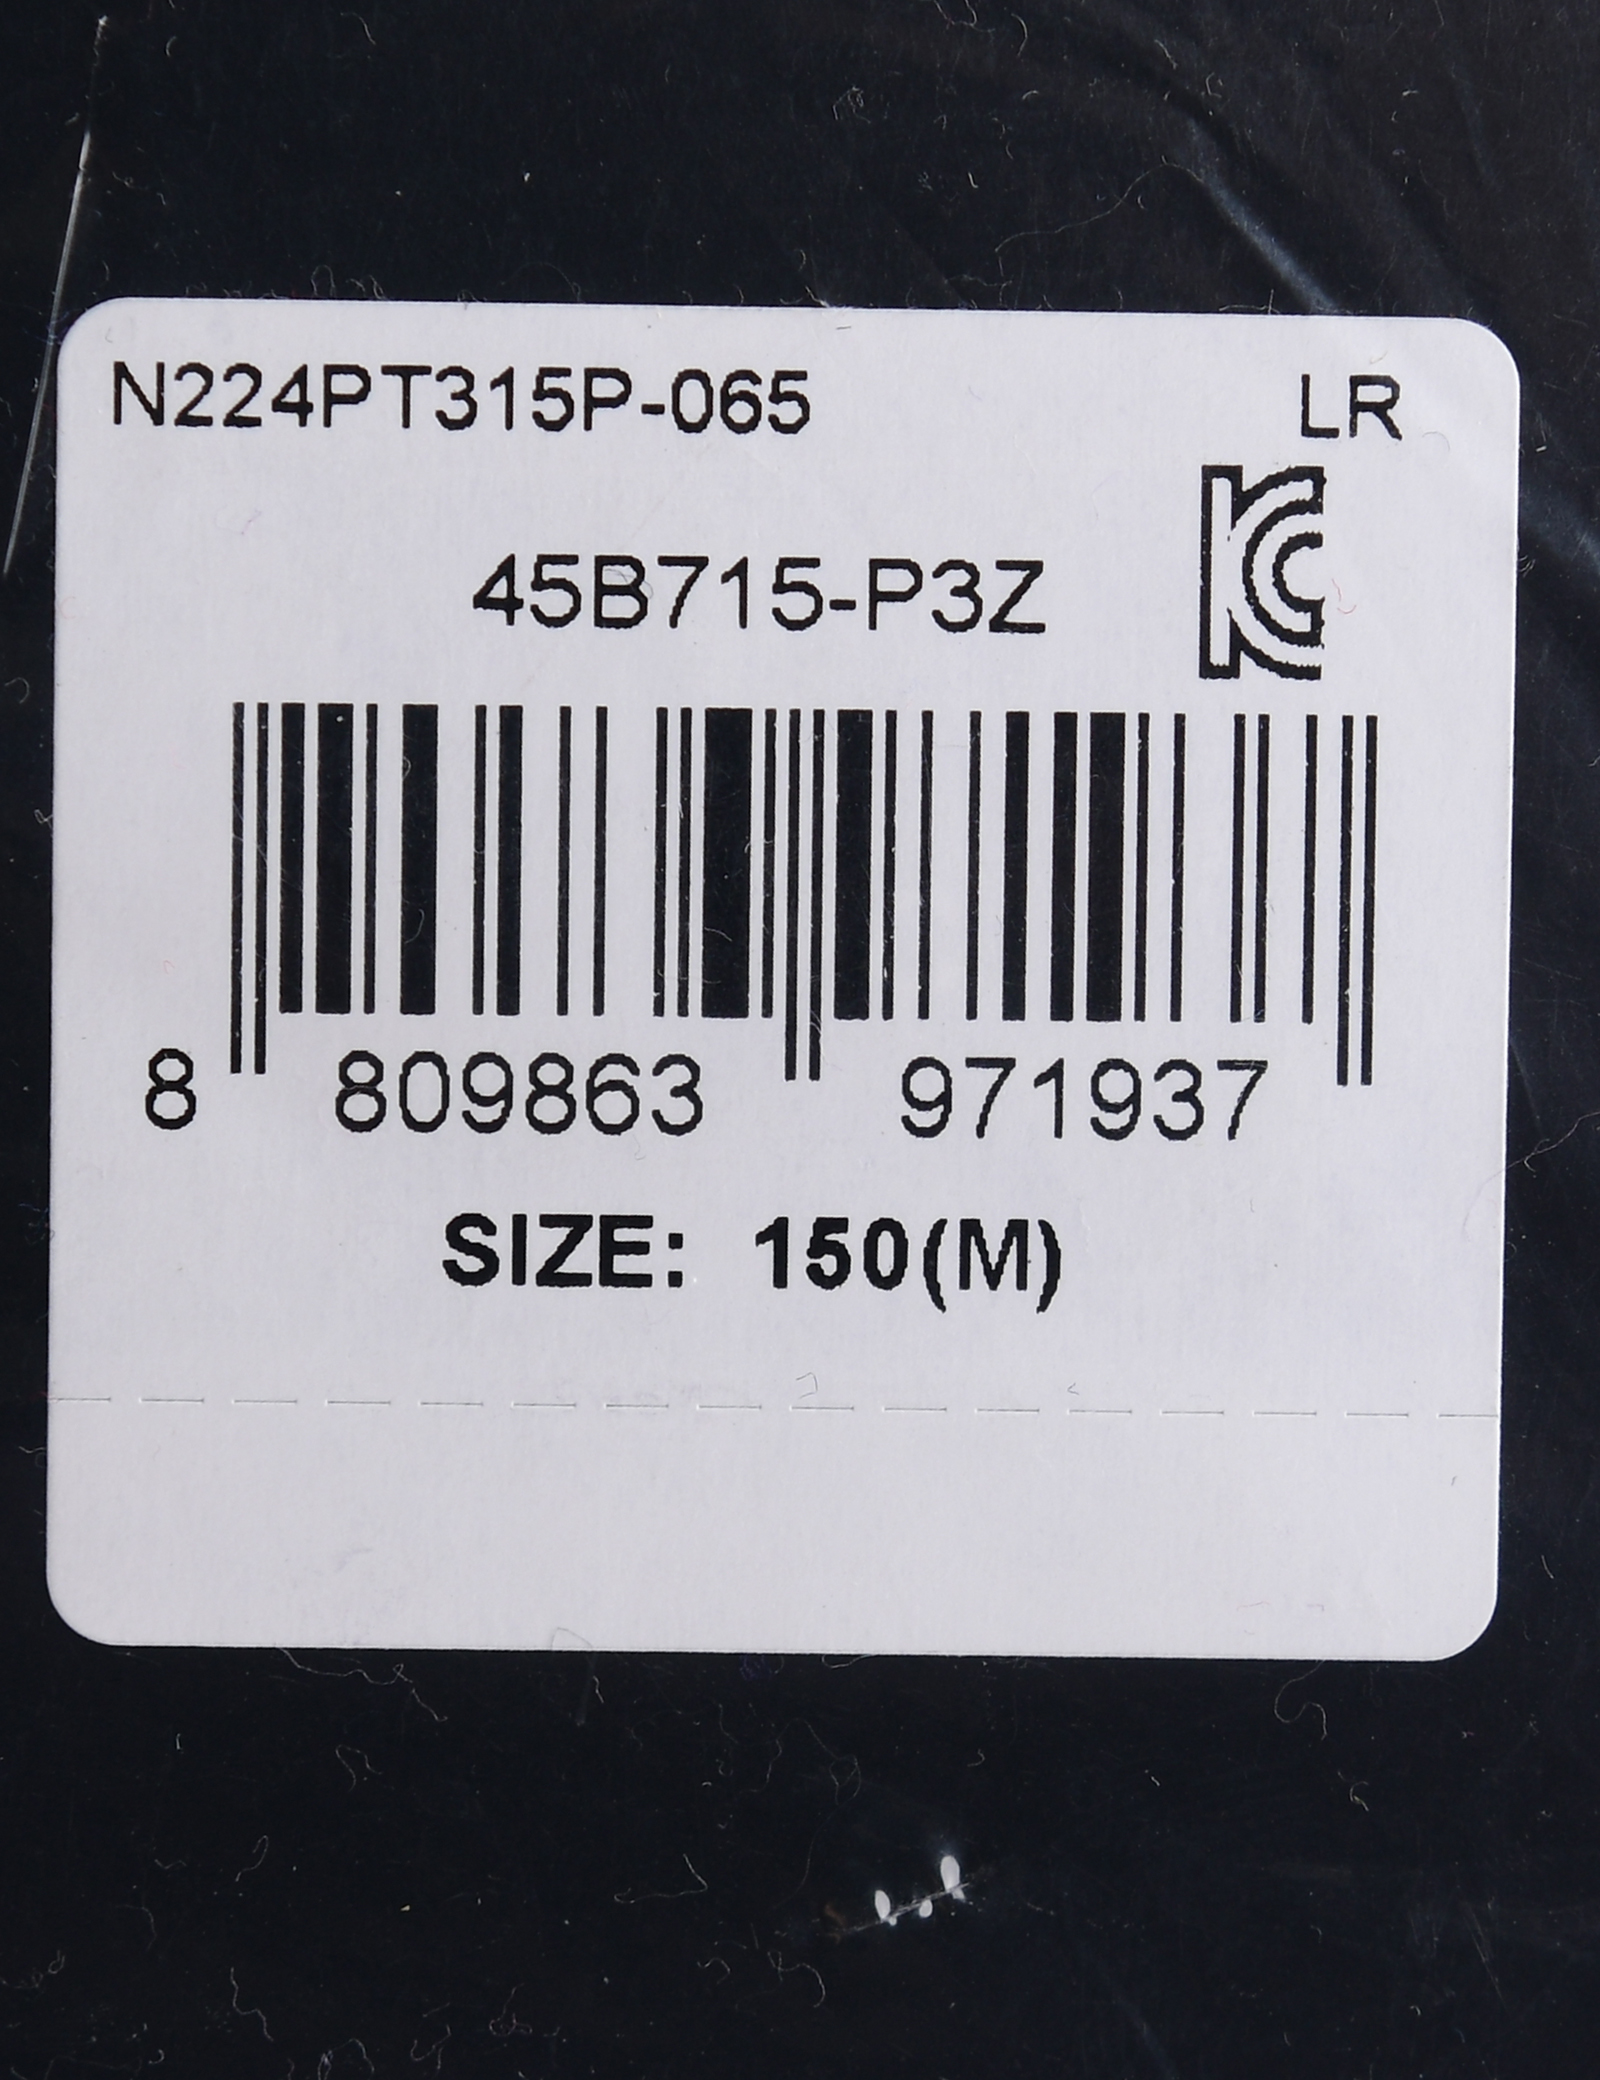 N224PT315P-065 LR
45B715-P3Z
8 809863 971937
SIZE: 150(M)